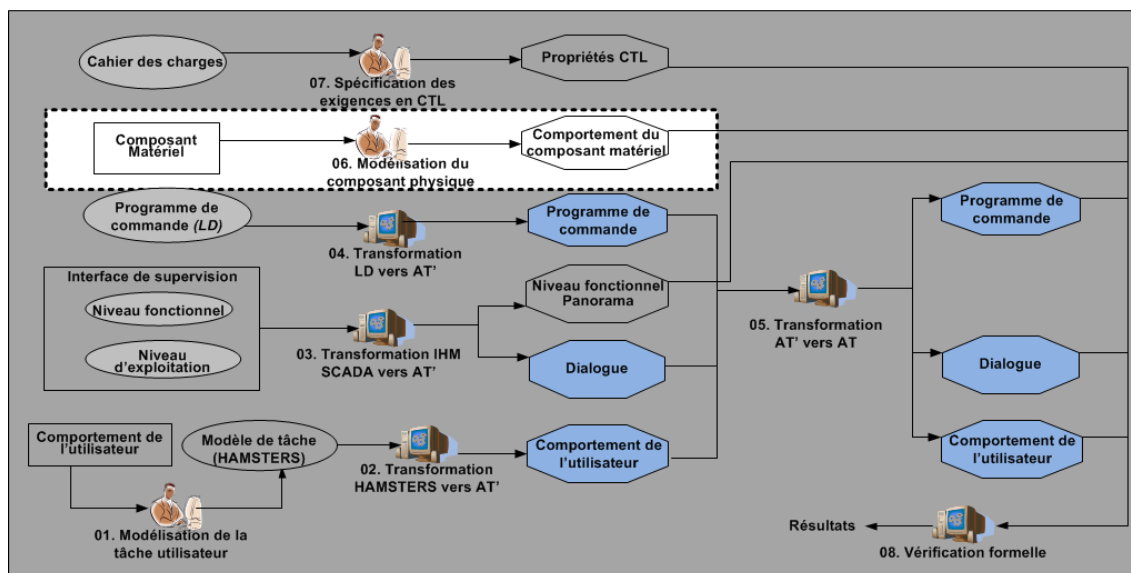 Cahier des charges
07. Spécification des
exigences en CTL
Propriétés CTL
Composant
Matériel
06. Modélisation du
composant physique
Comportement du
composant matériel
Programme de
commande (LD)
04. Transformation
LD vers AT’
Programme de
commande
Programme de
commande
Interface de supervision
Niveau fonctionnel
Niveau
d’exploitation
03. Transformation IHM
SCADA vers AT’
Niveau fonctionnel
Panorama
Dialogue
05. Transformation
AT’ vers AT
Dialogue
Comportement de
l’utilisateur
Modèle de tâche
(HAMSTERS)
02. Transformation
HAMSTERS vers AT’
Comportement de
l’utilisateur
Comportement de
l’utilisateur
01. Modélisation de la
tâche utilisateur
Résultats
08. Vérification formelle